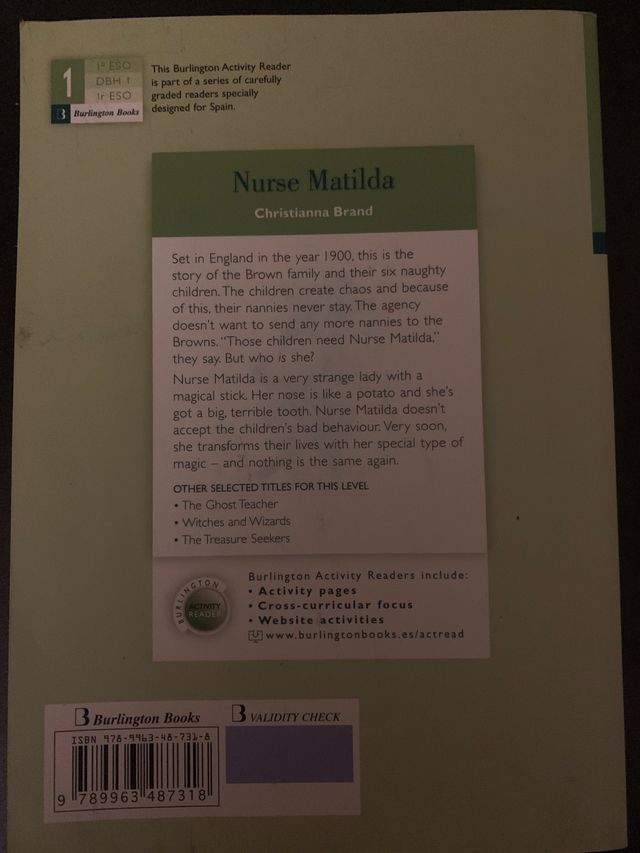 1
1º ESO
DBH 1
1r ESO
B Burlington Books
This Burlington Activity Reader
is part of a series of carefully
graded readers specially
designed for Spain.
Nurse Matilda
Christianna Brand
Set in England in the year 1900, this is the
story of the Brown family and their six naughty
children. The children create chaos and because
of this, their nannies never stay. The agency
doesn't want to send any more nannies to the
Browns. "Those children need Nurse Matilda,"
they say. But who is she?
Nurse Matilda is a very strange lady with a
magical stick. Her nose is like a potato and she's
got a big, terrible tooth. Nurse Matilda doesn't
accept the children's bad behaviour. Very soon,
she transforms their lives with her special type of
magic – and nothing is the same again.
OTHER SELECTED TITLES FOR THIS LEVEL
• The Ghost Teacher
• Witches and Wizards
• The Treasure Seekers
BURLINGTON
ACTIVITY
READER
Burlington Activity Readers include:
• Activity pages
• Cross-curricular focus
• Website activities
www.burlingtonbooks.es/actread
B Burlington Books
B VALIDITY CHECK
ISBN 978-9963-48-731-8
9 789963 487318